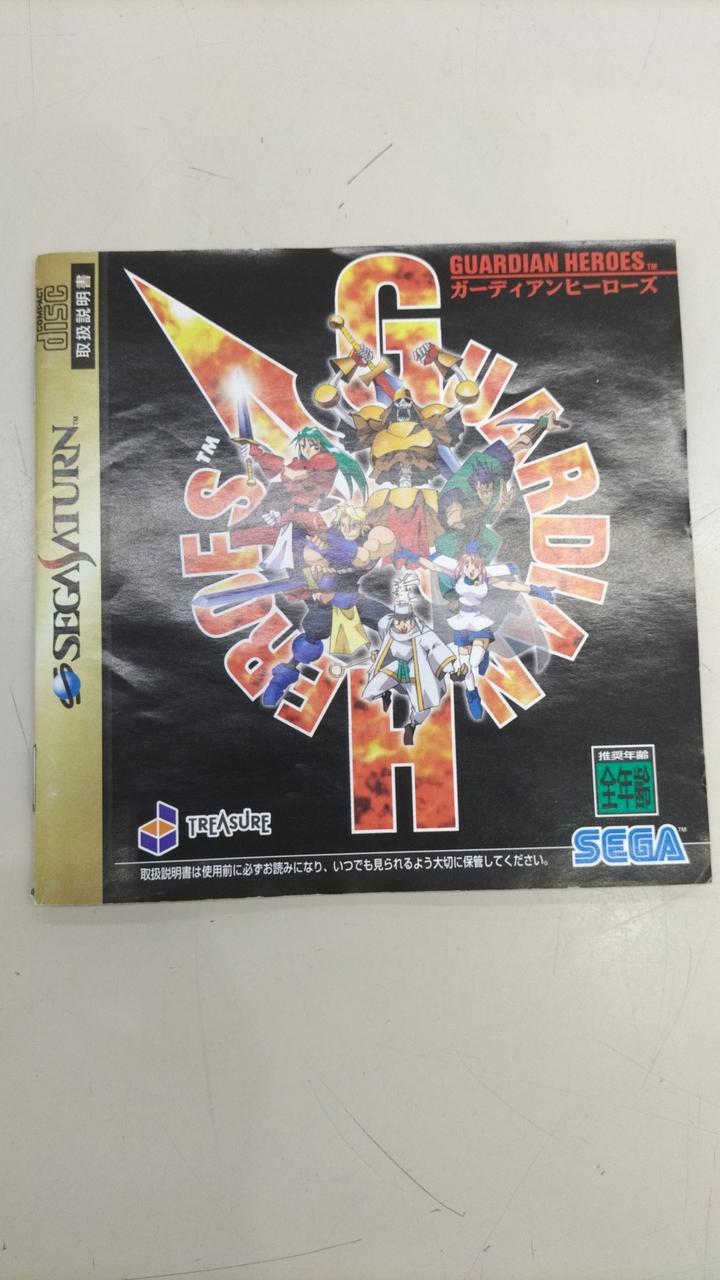 COMPACT
disc
取扱説明書
SEGA SATURN™
GUARDIAN HEROES™
ガーディアンヒーローズ
GUARDIAN
HEROES™
TREASURE
推奨年齢
全年齢
SEGA™
取扱説明書は使用前に必ずお読みになり、いつでも見られるよう大切に保管してください。